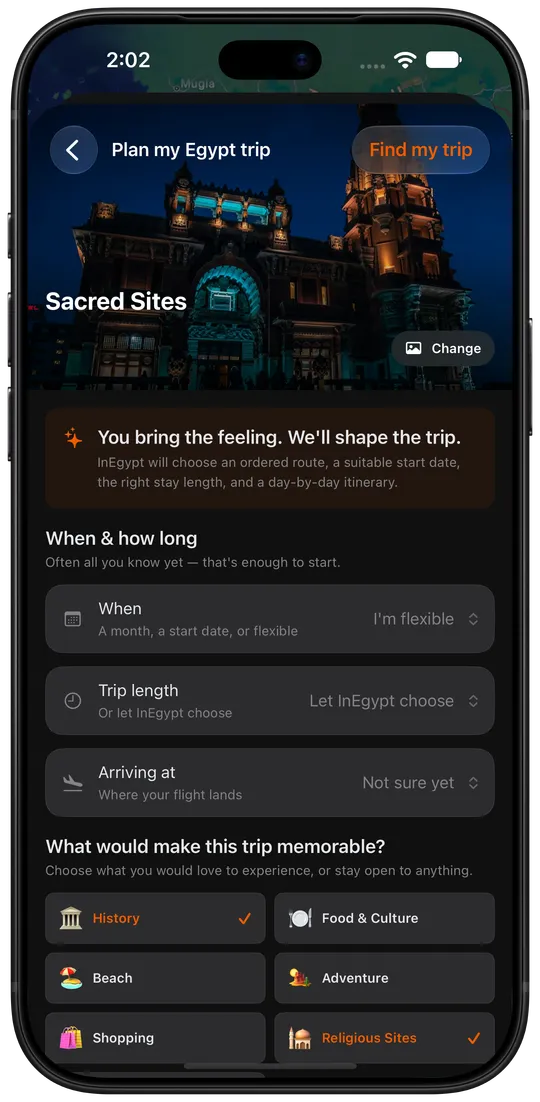 2:02
Mugla
Plan my Egypt trip
Find my trip
Sacred Sites
Change
You bring the feeling. We'll shape the trip.
InEgypt will choose an ordered route, a suitable start date,
the right stay length, and a day-by-day itinerary.
When & how long
Often all you know yet — that's enough to start.
When
A month, a start date, or flexible
I'm flexible
Trip length
Or let InEgypt choose
Let InEgypt choose
Arriving at
Where your flight lands
Not sure yet
What would make this trip memorable?
Choose what you would love to experience, or stay open to anything.
History
Food & Culture
Beach
Adventure
Shopping
Religious Sites